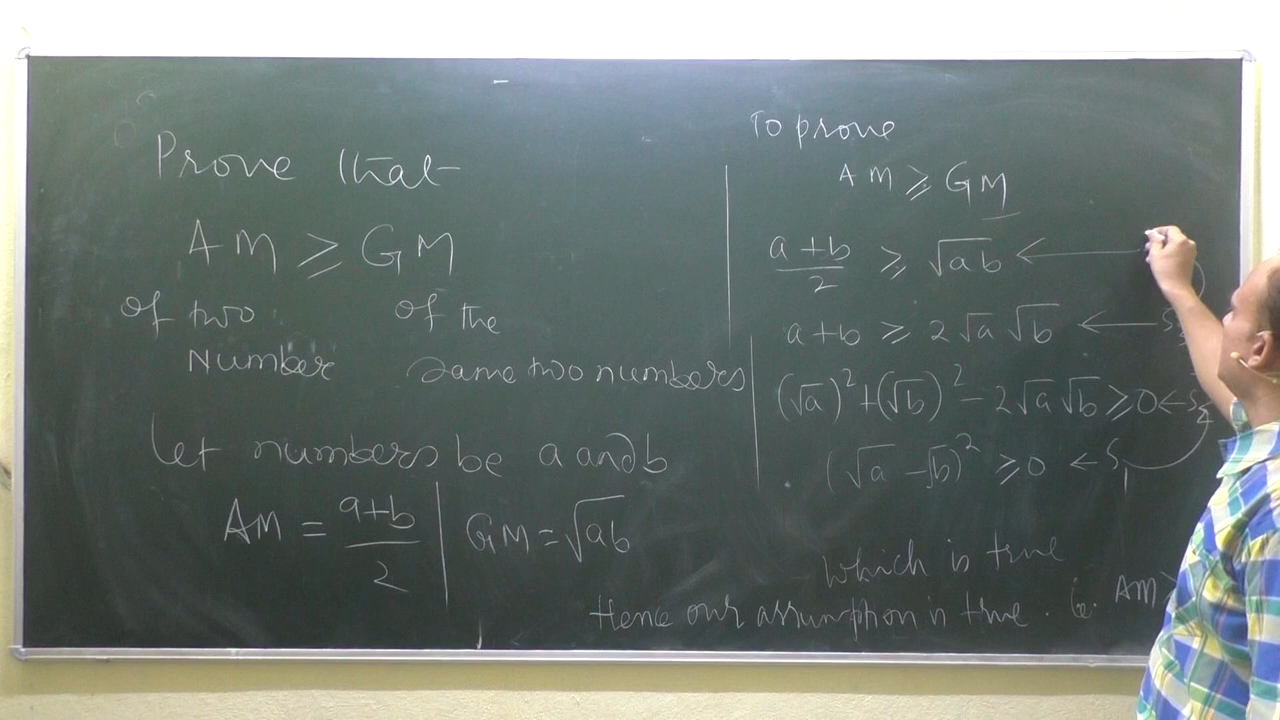 Prove that
AM ≥ GM
of two of the
Number same two numbers
Let numbers be a and b
AM = a+b/2 | GM = √ab
To prove
AM ≥ GM
a+b/2 ≥ √ab ←
a+b ≥ 2√a √b ← S
(√a)² + (√b)² - 2√a √b ≥ 0 ← S2
(√a - √b)² ≥ 0 ← S1
which is true
Hence our assumption is true. i.e. AM ≥